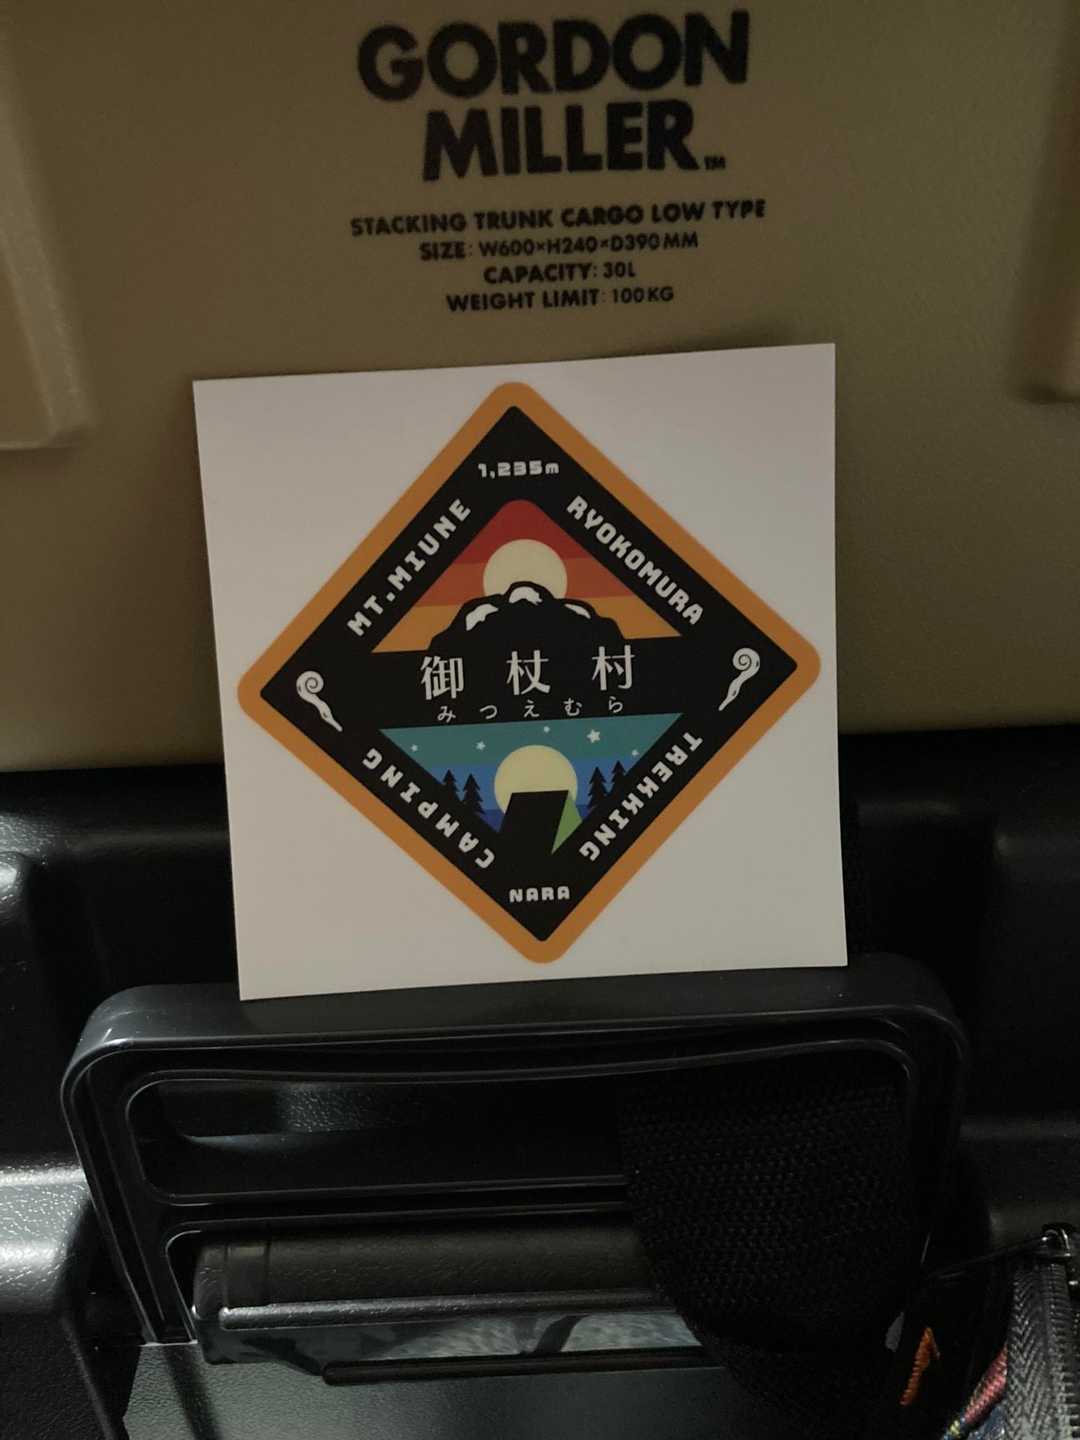 GORDON
MILLER™
STACKING TRUNK CARGO LOW TYPE
SIZE: W600×H240×D390MM
CAPACITY: 30L
WEIGHT LIMIT: 100KG
1,235m
MT.MIUNE
RYOKOMURA
御杖村
みつえむら
CAMPING
TREKKING
NARA